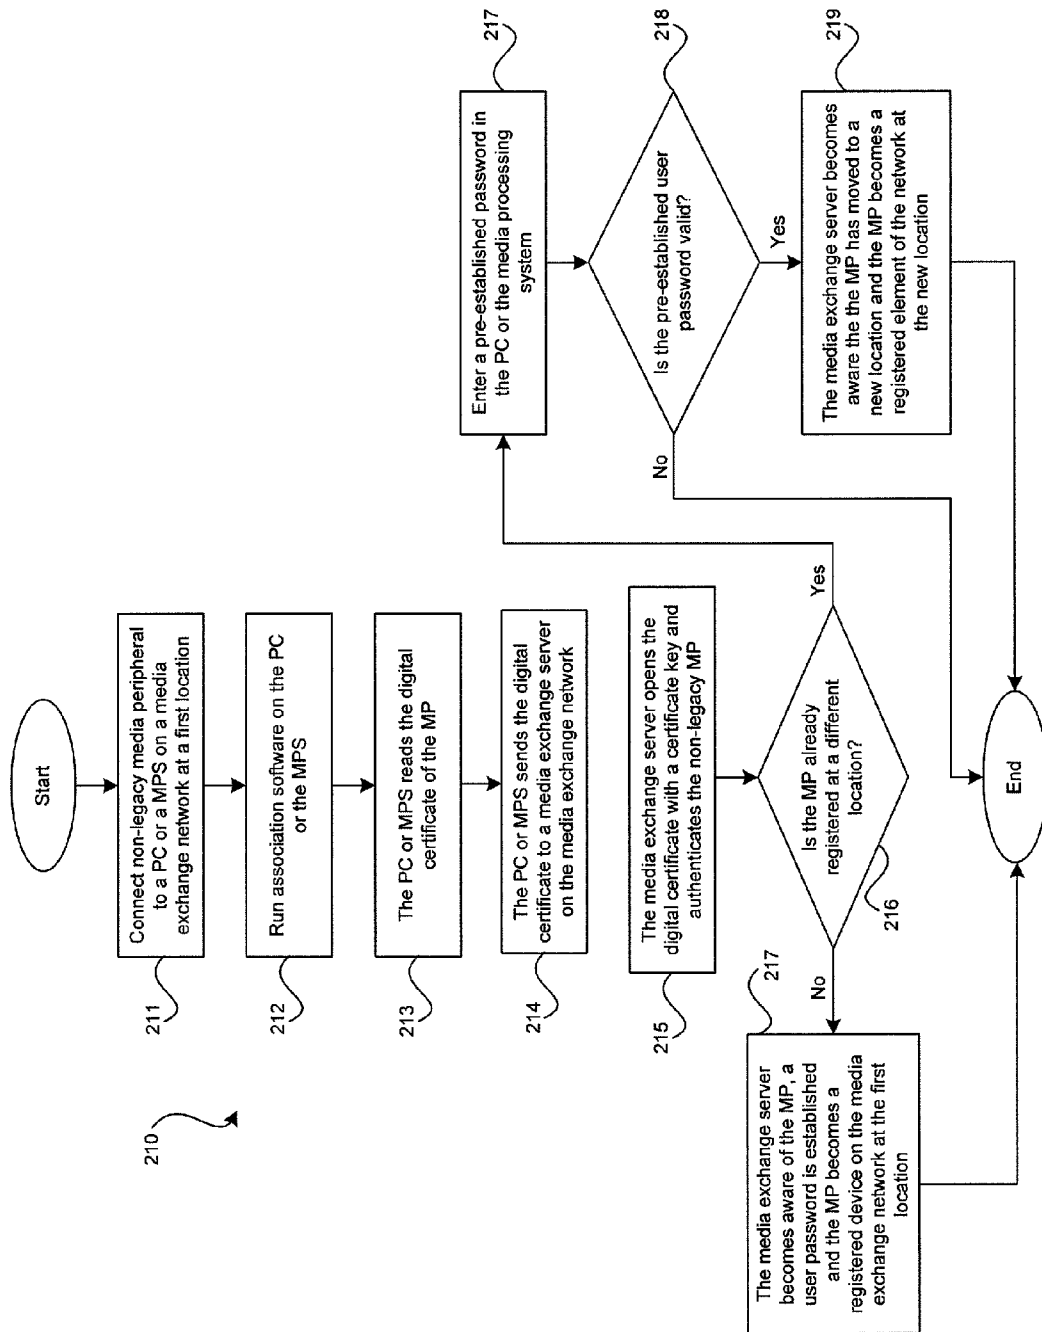 210
Start
Connect non-legacy media peripheral
to a PC or a MPS on a media
exchange network at a first location
211
Run association software on the PC
or the MPS
212
The PC or MPS reads the digital
certificate of the MP
213
The PC or MPS sends the digital
certificate to a media exchange server
on the media exchange network
214
The media exchange server opens the
digital certificate with a certificate key and
authenticates the non-legacy MP
215
Is the MP already
registered at a different
location?
216
No
Yes
The media exchange server
becomes aware of the MP, a
user password is established
and the MP becomes a
registered device on the media
exchange network at the first
location
217
Enter a pre-established password in
the PC or the media processing
system
217
Is the pre-established user
password valid?
218
No
Yes
The media exchange server becomes
aware the the MP has moved to a
new location and the MP becomes a
registered element of the network at
the new location
219
End